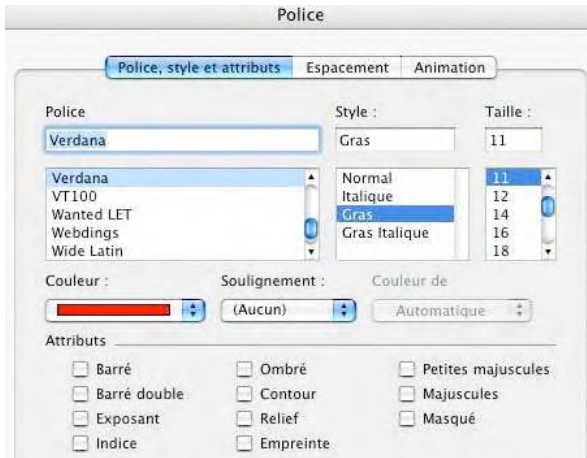 Police
Police, style et attributs Espacement Animation
Police Style : Taille :
Verdana Gras 11
Verdana Normal 11
VT100 Italique 12
Wanted LET Gras 14
Webdings Gras Italique 16
Wide Latin 18
Couleur : Soulignement : Couleur de
(Aucun) Automatique
Attributs
Barré Ombré Petites majuscules
Barré double Contour Majuscules
Exposant Relief Masqué
Indice Empreinte